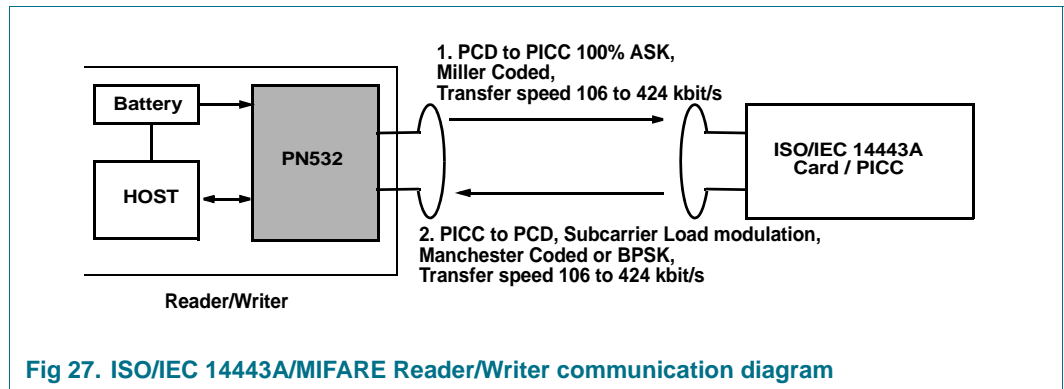 1. PCD to PICC 100% ASK,
Miller Coded,
Transfer speed 106 to 424 kbit/s
Battery
PN532
HOST
ISO/IEC 14443A
Card / PICC
2. PICC to PCD, Subcarrier Load modulation,
Manchester Coded or BPSK,
Transfer speed 106 to 424 kbit/s
Reader/Writer
Fig 27. ISO/IEC 14443A/MIFARE Reader/Writer communication diagram